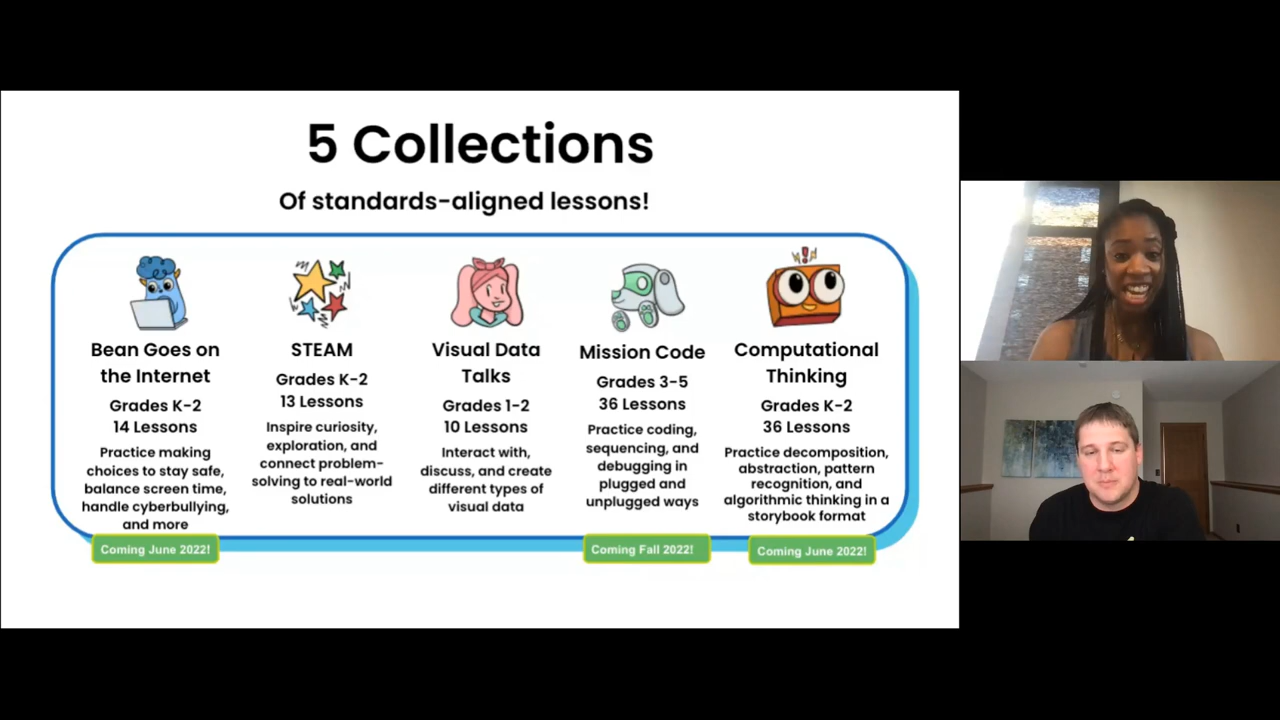 5 Collections
Of standards-aligned lessons!
Bean Goes on
the Internet
Grades K-2
14 Lessons
Practice making
choices to stay safe,
balance screen time,
handle cyberbullying,
and more
Coming June 2022!
STEAM
Grades K-2
13 Lessons
Inspire curiosity,
exploration, and
connect problem-
solving to real-world
solutions
Visual Data
Talks
Grades 1-2
10 Lessons
Interact with,
discuss, and create
different types of
visual data
Mission Code
Grades 3-5
36 Lessons
Practice coding,
sequencing, and
debugging in
plugged and
unplugged ways
Coming Fall 2022!
Computational
Thinking
Grades K-2
36 Lessons
Practice decomposition,
abstraction, pattern
recognition, and
algorithmic thinking in a
storybook format
Coming June 2022!